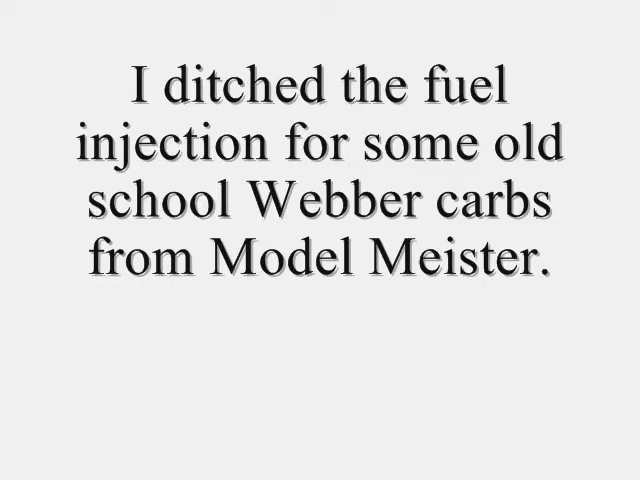 I ditched the fuel
injection for some old
school Webber carbs
from Model Meister.